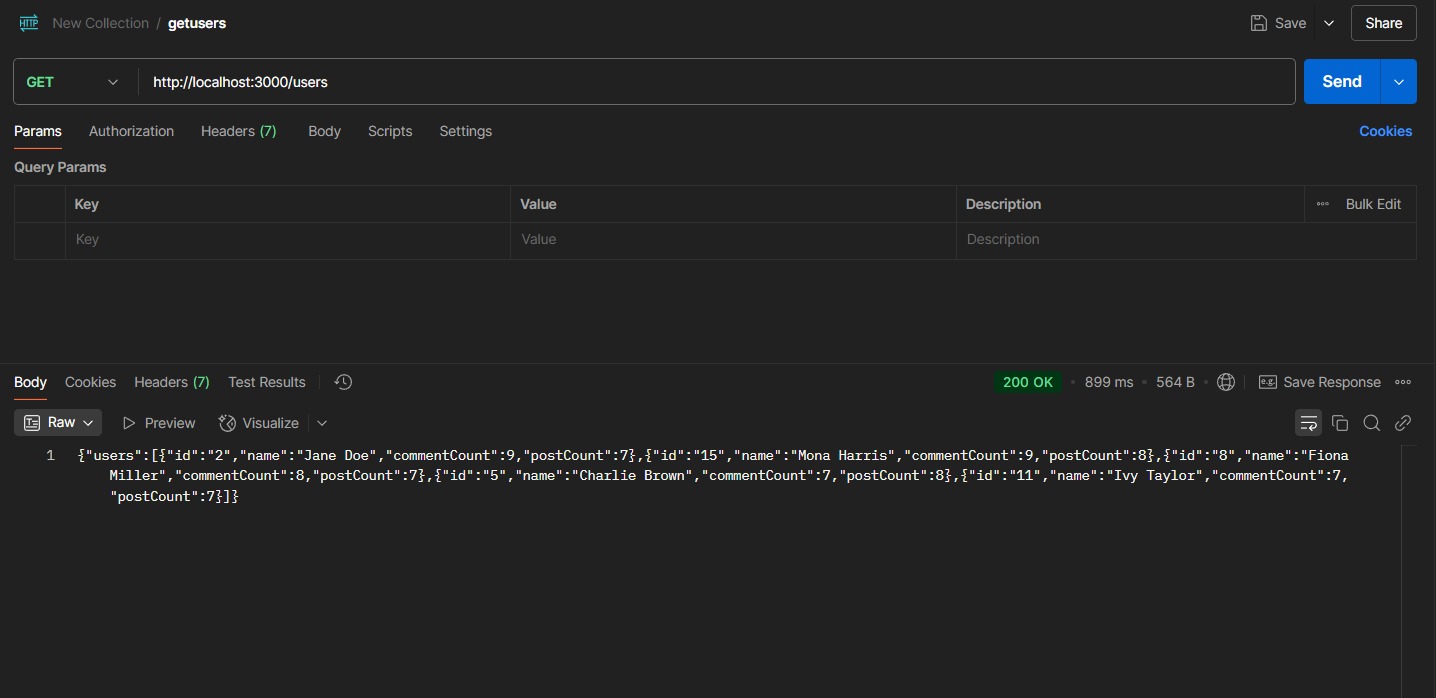 HTTP New Collection / getusers Save Share
GET http://localhost:3000/users Send
Params Authorization Headers (7) Body Scripts Settings Cookies
Query Params
Key Value Description Bulk Edit
Key Value Description
Body Cookies Headers (7) Test Results 200 OK 899 ms 564 B e.g. Save Response
Raw Preview Visualize
1 {"users":[{"id":"2","name":"Jane Doe","commentCount":9,"postCount":7},{"id":"15","name":"Mona Harris","commentCount":9,"postCount":8},{"id":"8","name":"Fiona
Miller","commentCount":8,"postCount":7},{"id":"5","name":"Charlie Brown","commentCount":7,"postCount":8},{"id":"11","name":"Ivy Taylor","commentCount":7,
"postCount":7}]}